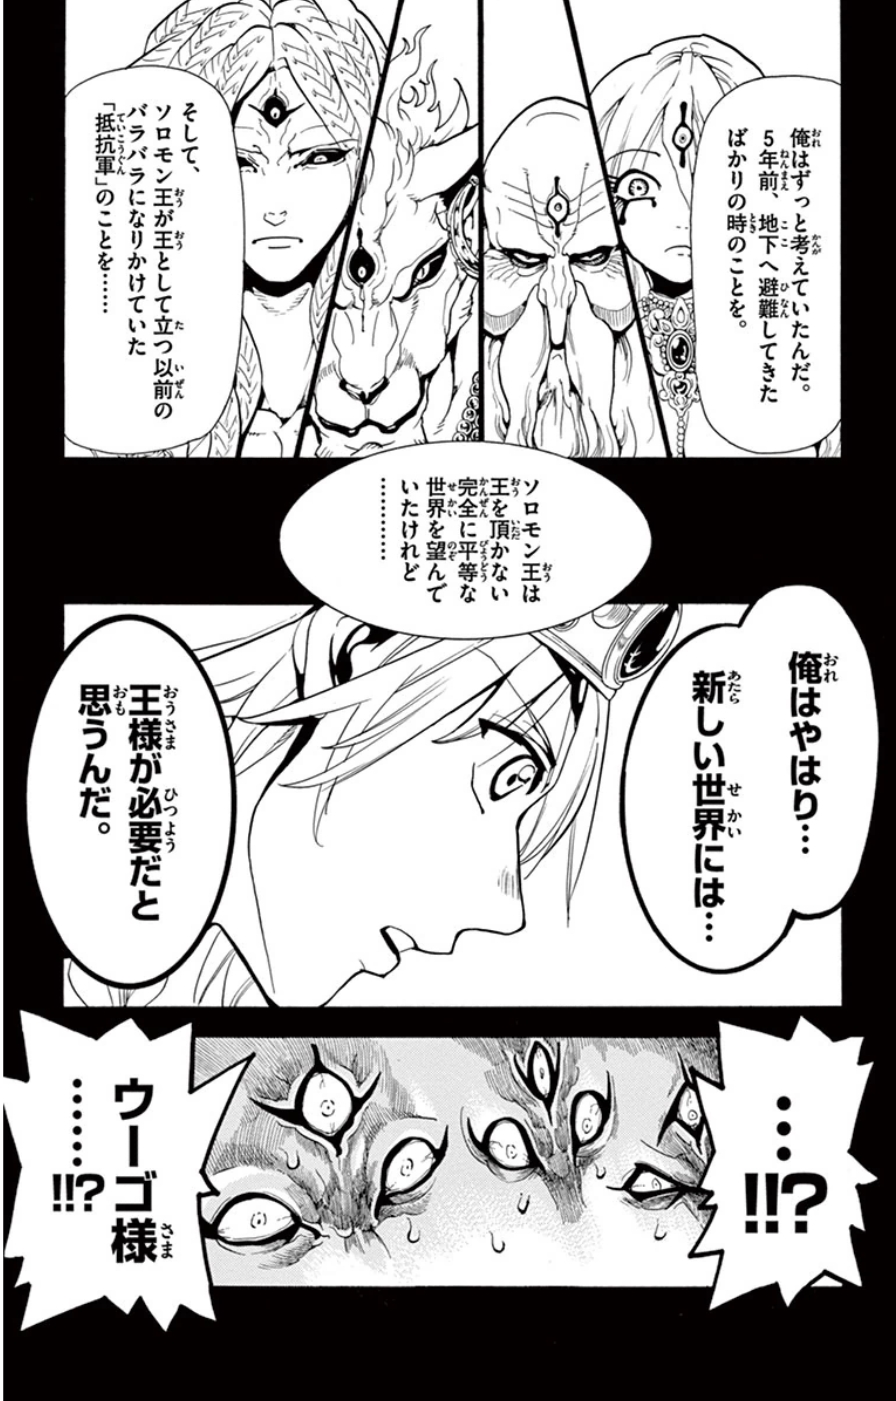 俺はずっと考えていたんだ。
5年前、地下へ避難してきた
ばかりの時のことを。
そして、
ソロモン王が王として立つ以前の
バラバラになりかけていた
「抵抗軍」のことを……
ソロモン王は
王を頂かない
完全に平等な
世界を望んで
いたけれど
…………
俺はやはり…
新しい世界には…
王様が必要だと
思うんだ。
…!!?
ウーゴ様
……!!?